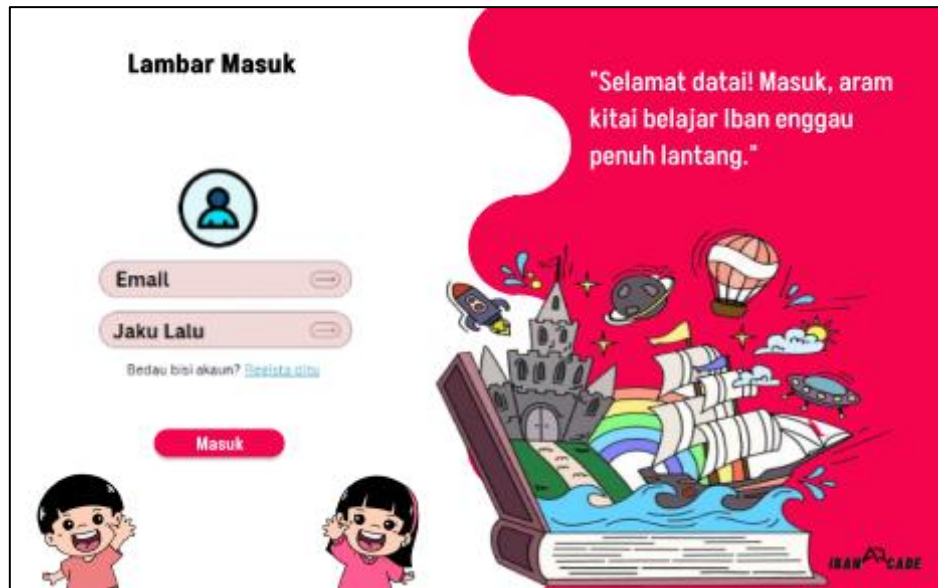 Lambar Masuk
"Selamat datai! Masuk, aram
kitai belajar Iban enggau
penuh lantang."
Email
Jaku Lalu
Bedau bisi akaun? Regista ditu
Masuk
IBAN ARCADE